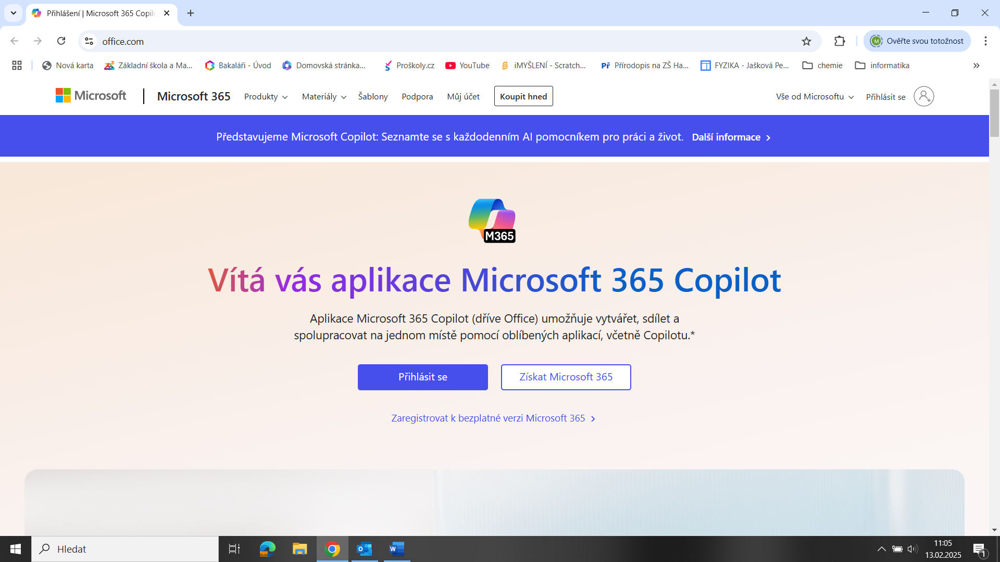 Přihlášení | Microsoft 365 Copil
office.com
Ověřte svou totožnost
Nová karta
Základní škola a Ma...
Bakaláři - Úvod
Domovská stránka...
Proškoly.cz
YouTube
iMYŠLENÍ - Scratch...
Př Přírodopis na ZŠ Ha...
FYZIKA - Jašková Pe...
chemie
informatika
Microsoft
Microsoft 365
Produkty
Materiály
Šablony
Podpora
Můj účet
Koupit hned
Vše od Microsoftu
Přihlásit se
Představujeme Microsoft Copilot: Seznamte se s každodenním AI pomocníkem pro práci a život. Další informace
M365
Vítá vás aplikace Microsoft 365 Copilot
Aplikace Microsoft 365 Copilot (dříve Office) umožňuje vytvářet, sdílet a
spolupracovat na jednom místě pomocí oblíbených aplikací, včetně Copilotu.*
Přihlásit se
Získat Microsoft 365
Zaregistrovat k bezplatné verzi Microsoft 365
Hledat
11:05
13.02.2025
1